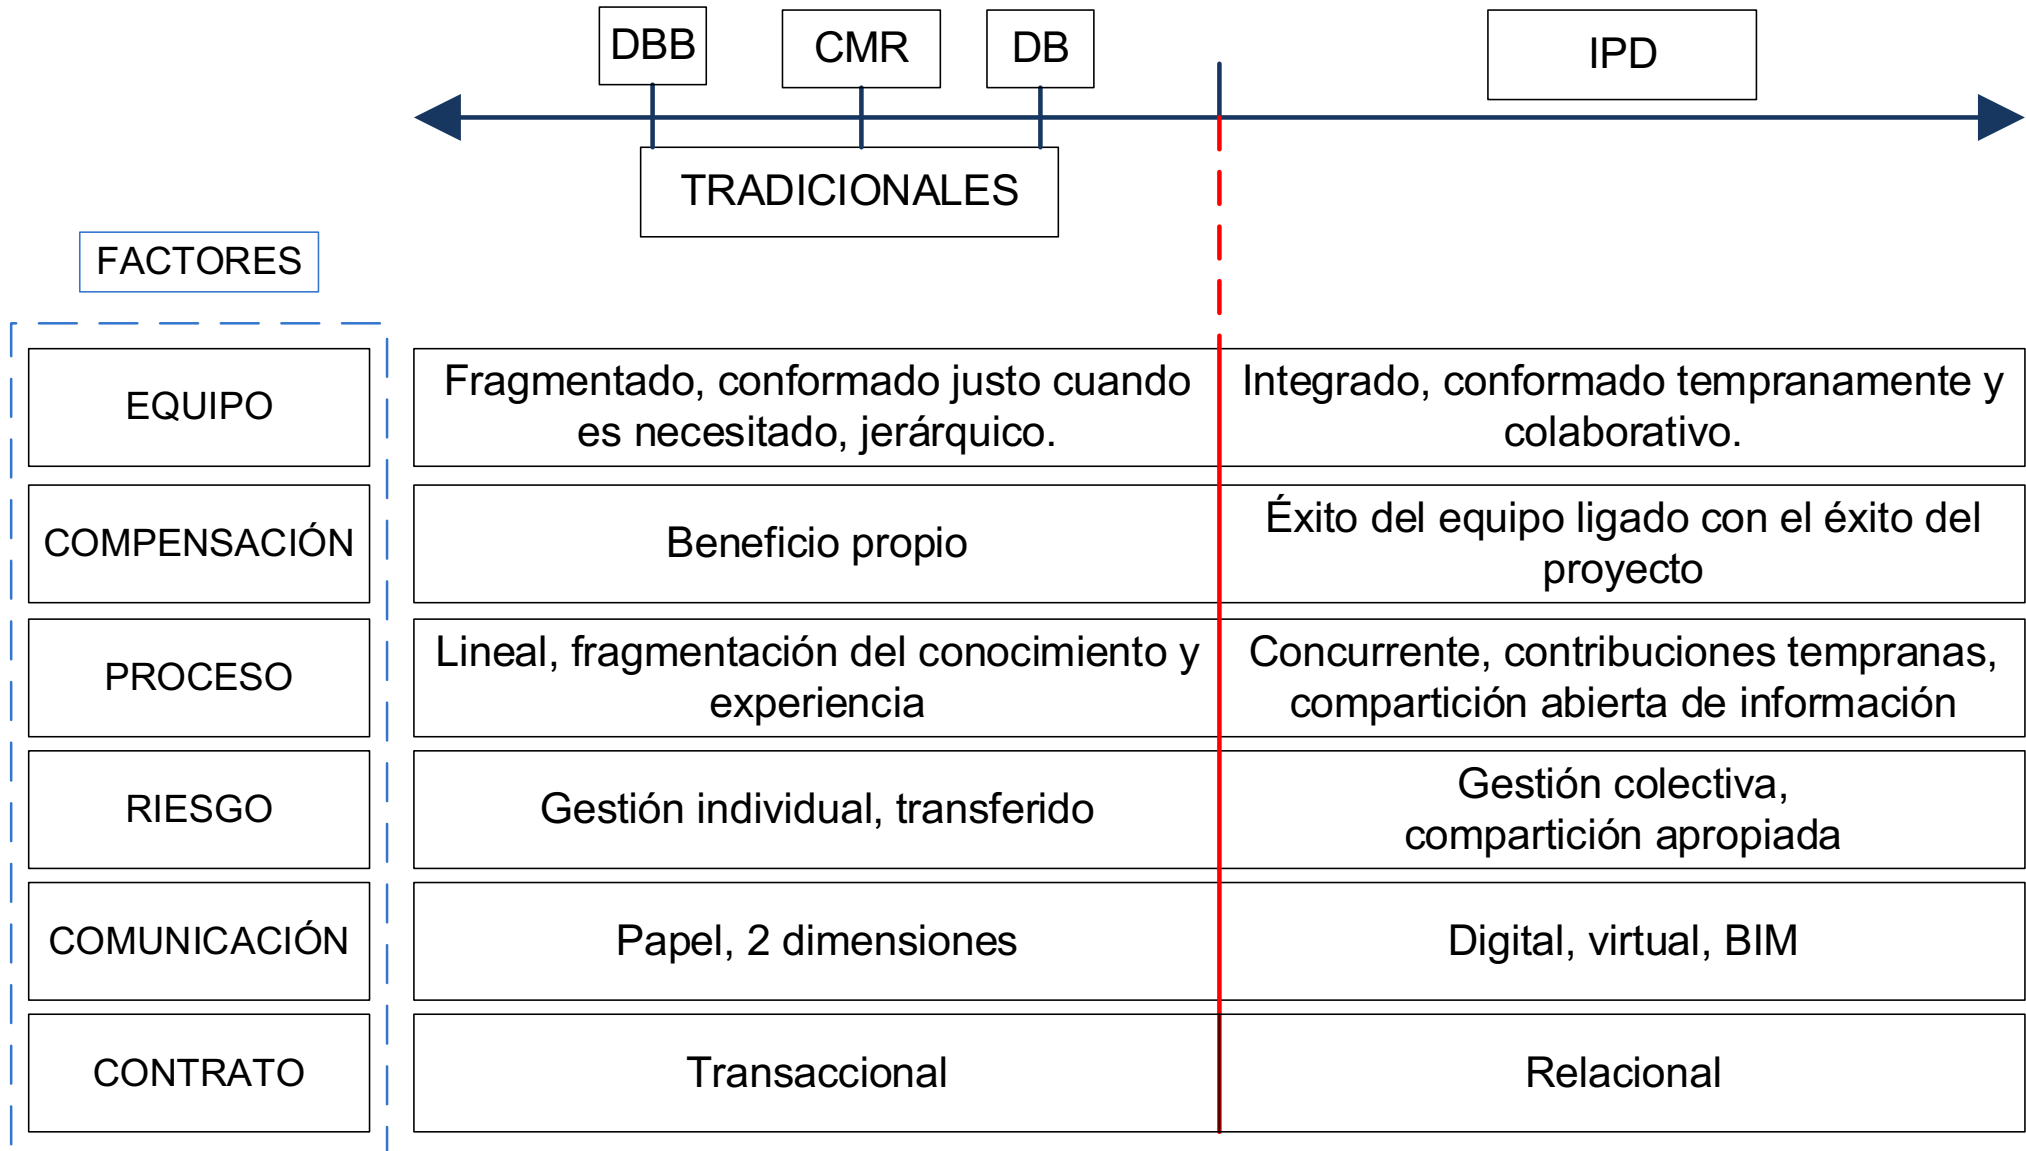 DBB
CMR
DB
IPD
TRADICIONALES
FACTORES
EQUIPO
Fragmentado, conformado justo cuando
es necesitado, jerárquico.
Integrado, conformado tempranamente y
colaborativo.
COMPENSACIÓN
Beneficio propio
Éxito del equipo ligado con el éxito del
proyecto
PROCESO
Lineal, fragmentación del conocimiento y
experiencia
Concurrente, contribuciones tempranas,
compartición abierta de información
RIESGO
Gestión individual, transferido
Gestión colectiva,
compartición apropiada
COMUNICACIÓN
Papel, 2 dimensiones
Digital, virtual, BIM
CONTRATO
Transaccional
Relacional